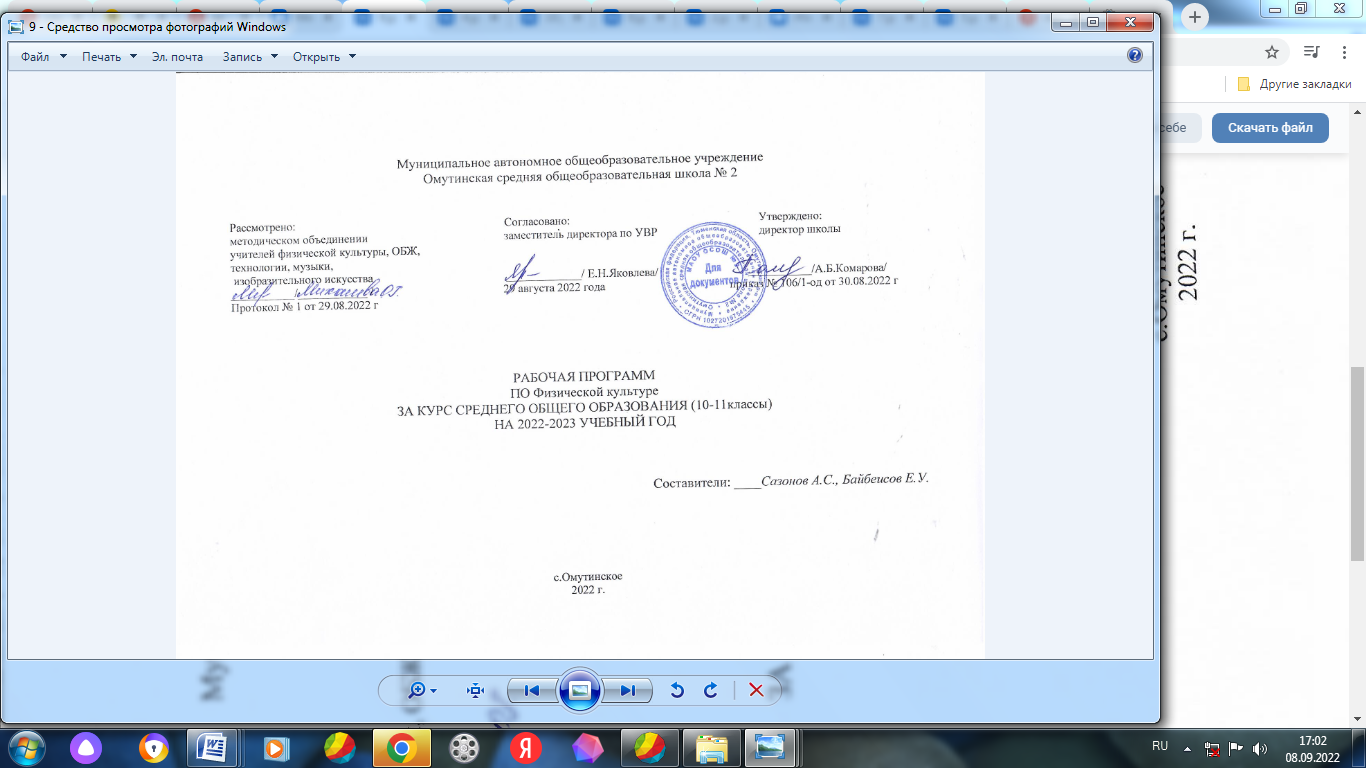 9 - Средство просмотра фотографий Windows
Файл Печать Эл. почта Запись Открыть
Другие закладки
себе
Скачать файл
Муниципальное автономное общеобразовательное учреждение
Омутинская средняя общеобразовательная школа № 2
Рассмотрено:
методическом объединении
учителей физической культуры, ОБЖ,
технологии, музыки,
изобразительного искусства
Протокол № 1 от 29.08.2022 г
Согласовано:
заместитель директора по УВР
/ Е.Н.Яковлева/
29 августа 2022 года
Для
документов
ОГРН
Утверждено:
директор школы
/А.Б.Комарова/
приказ № 106/1-од от 30.08.2022 г
РАБОЧАЯ ПРОГРАММ
ПО Физической культуре
ЗА КУРС СРЕДНЕГО ОБЩЕГО ОБРАЗОВАНИЯ (10-11классы)
НА 2022-2023 УЧЕБНЫЙ ГОД
Составители: ____Сазонов А.С., Байбеисов Е.У.
с.Омутинское
2022 г.
с.Омутинское
2022 г.
RU
17:02
08.09.2022